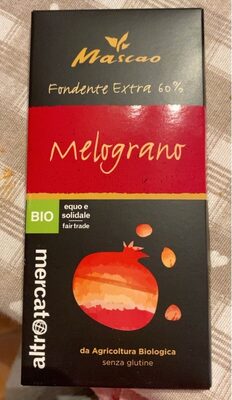 Mascao
Fondente Extra 60%
Melograno
BIO
equo e
solidale
fair trade
altromercato
da Agricoltura Biologica
senza glutine